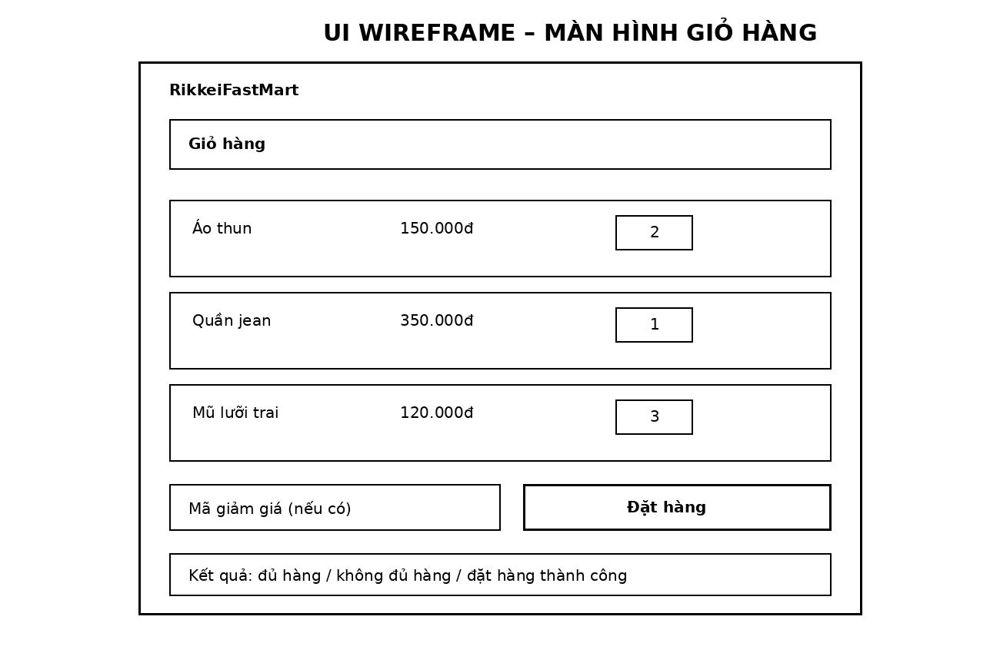 UI WIREFRAME – MÀN HÌNH GIỎ HÀNG
RikkeiFastMart
Giỏ hàng
Áo thun 150.000đ 2
Quần jean 350.000đ 1
Mũ lưỡi trai 120.000đ 3
Mã giảm giá (nếu có) Đặt hàng
Kết quả: đủ hàng / không đủ hàng / đặt hàng thành công